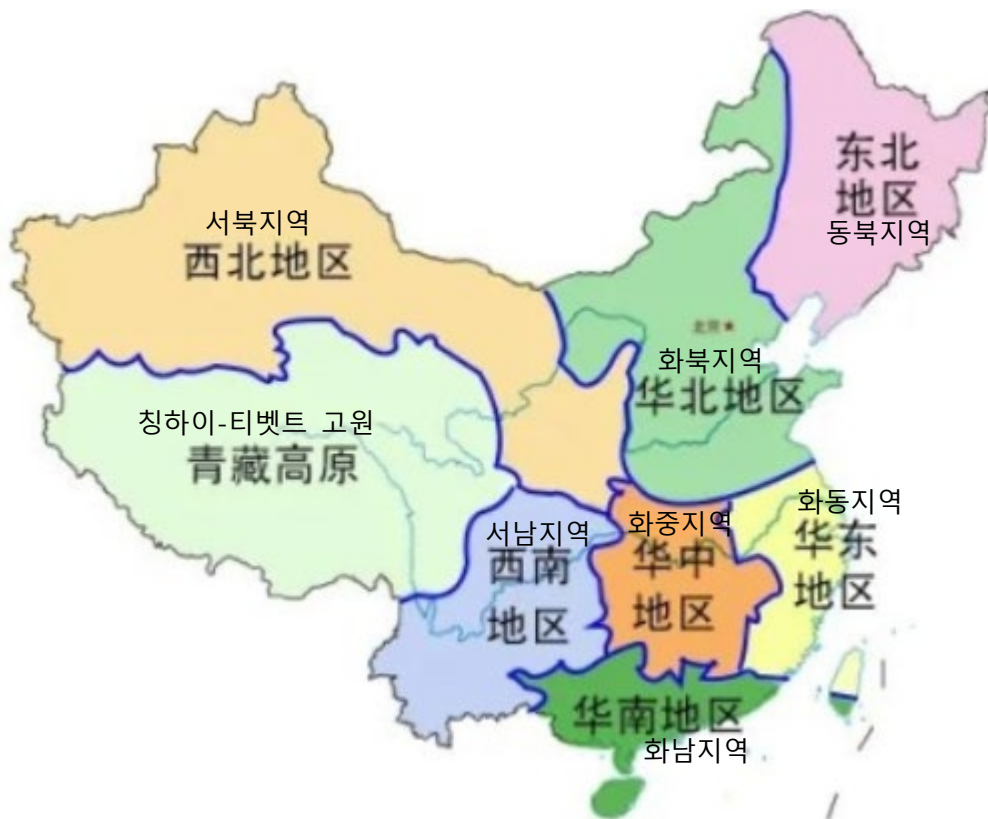 东北
地区
동북지역
서북지역
西北地区
北京★
화북지역
华北地区
칭하이-티벳트 고원
青藏高原
서남지역
西南
地区
화중지역
华中
地区
화동지역
华东
地区
华南地区
화남지역